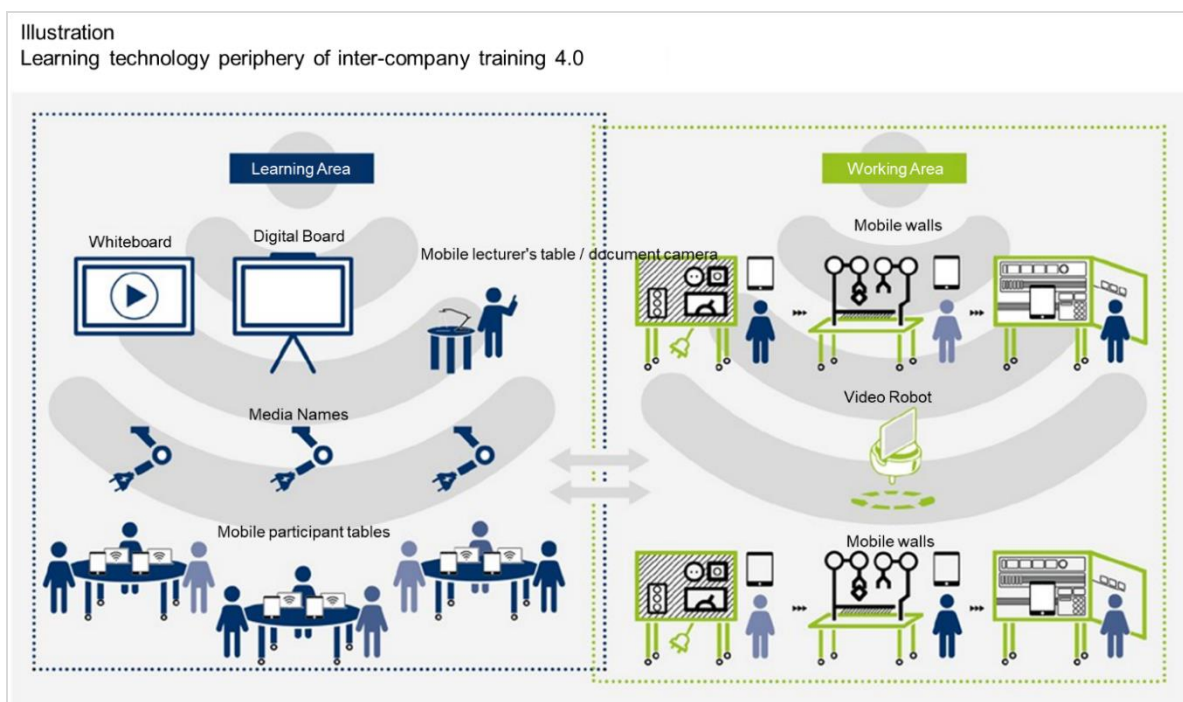 Illustration
Learning technology periphery of inter-company training 4.0
Learning Area
Working Area
Whiteboard
Digital Board
Mobile lecturer's table / document camera
Mobile walls
Media Names
Video Robot
Mobile participant tables
Mobile walls